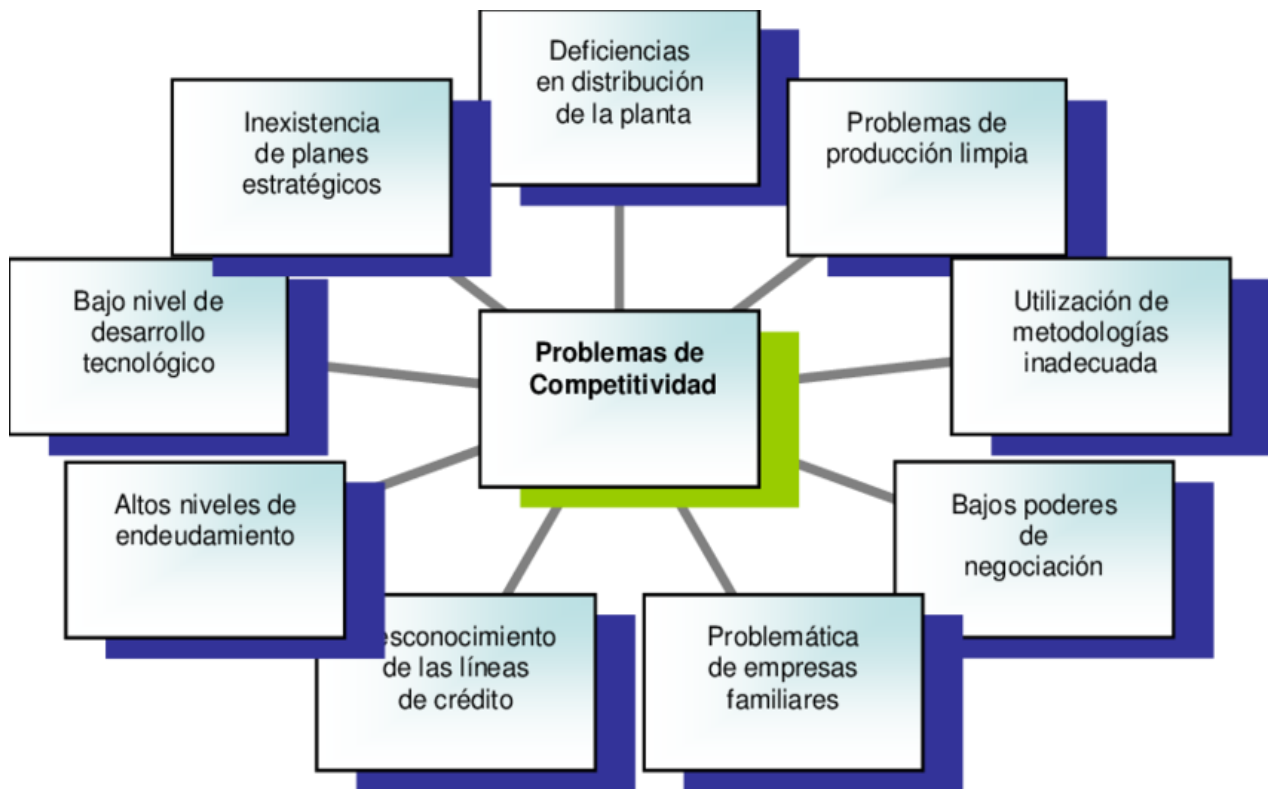 Deficiencias
en distribución
de la planta
Inexistencia
de planes
estratégicos
Problemas de
producción limpia
Bajo nivel de
desarrollo
tecnológico
Utilización de
metodologías
inadecuada
Problemas de
Competitividad
Altos niveles de
endeudamiento
Bajos poderes
de
negociación
esconocimiento
de las líneas
de crédito
Problemática
de empresas
familiares